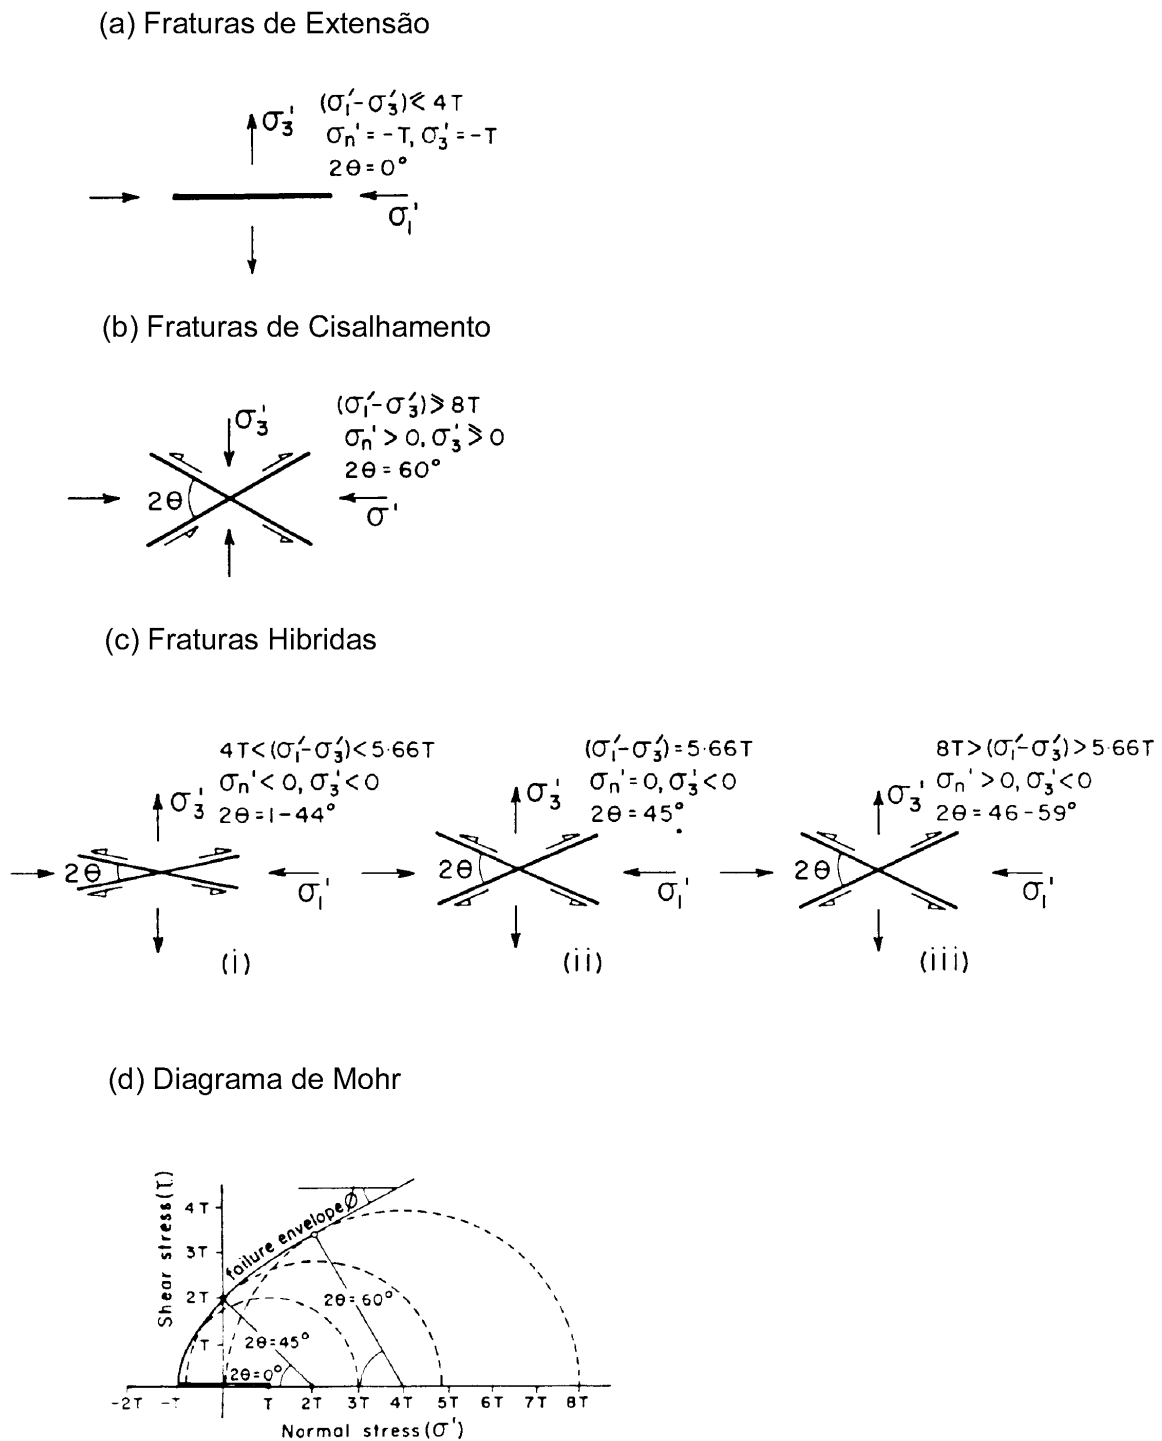 (a) Fraturas de Extensão
(σ₁′-σ₃′)⩽4T
σ₃'
σn'=-T, σ₃'=-T
2θ=0°
σ₁'
(b) Fraturas de Cisalhamento
(σ₁′-σ₃′)⩾8T
σ₃'
σn'>0, σ₃'⩾0
2θ=60°
2θ
σ'
(c) Fraturas Hibridas
4T<(σ₁′-σ₃′)<5·66T
σn'<0, σ₃'<0
σ₃'
2θ=1-44°
2θ
σ₁'
(i)
(σ₁′-σ₃′)=5·66T
σn'=0, σ₃'<0
σ₃'
2θ=45°
2θ
σ₁'
(ii)
8T>(σ₁′-σ₃′)>5·66T
σn'>0, σ₃'<0
σ₃'
2θ=46-59°
2θ
σ₁'
(iii)
(d) Diagrama de Mohr
Shear stress(τ)
4T
3T
2T
T
failure envelope
Ø
2θ=60°
2θ=45°
2θ=0°
-2T -T T 2T 3T 4T 5T 6T 7T 8T
Normal stress(σ')